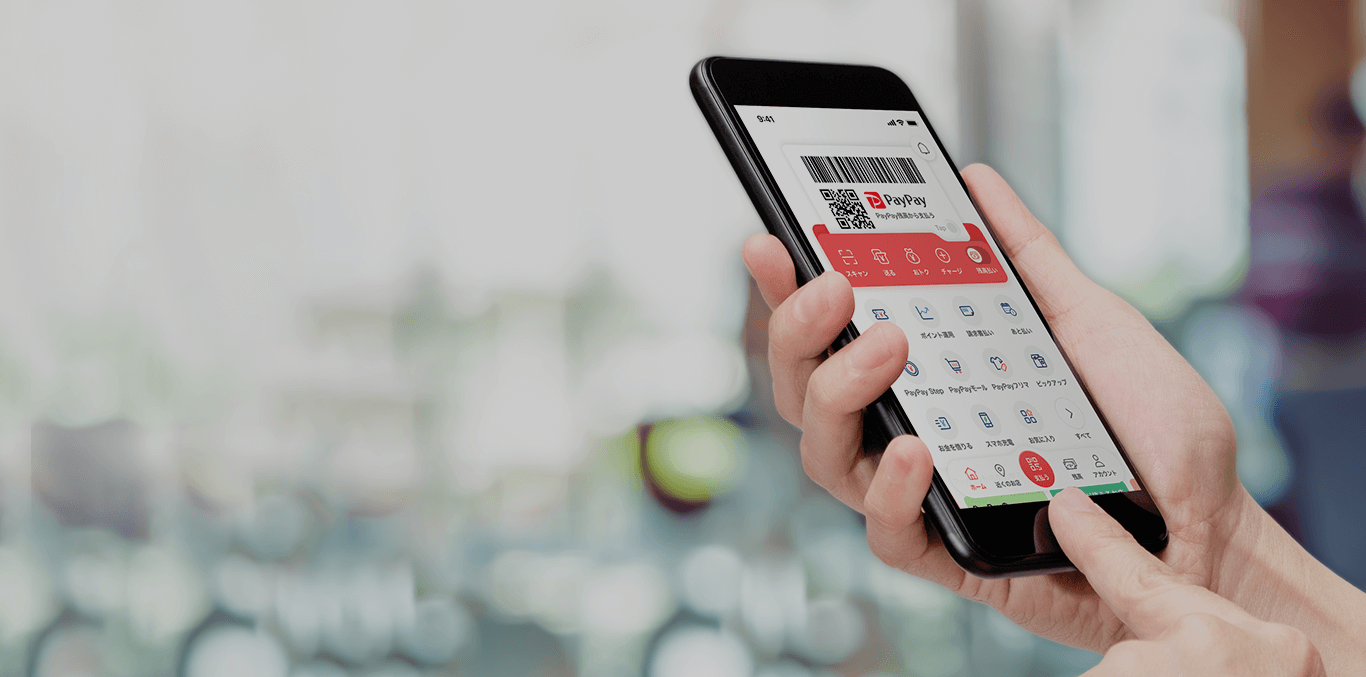 9:41
PayPay
PayPay残高から支払う
Tap
スキャン 送る おトク チャージ 残高払い
ポイント運用 請求書払い あと払い
PayPay Step PayPayモール PayPayフリマ ピックアップ
お金を借りる スマホ充電 お気に入り すべて
ホーム 近くのお店 支払う 残高 アカウント